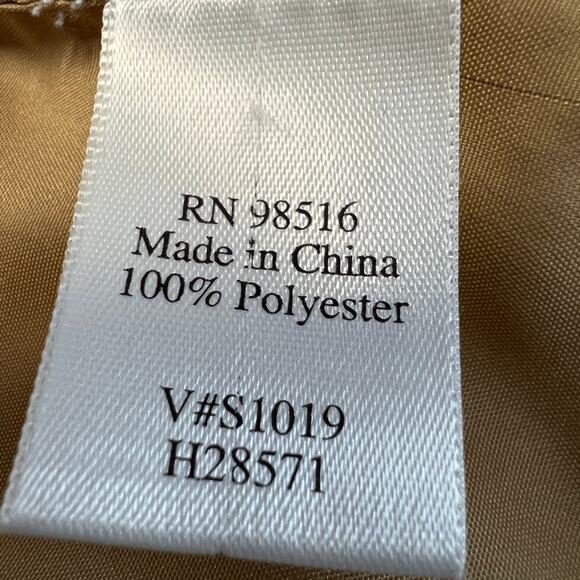 RN 98516
Made in China
100% Polyester
V#S1019
H28571